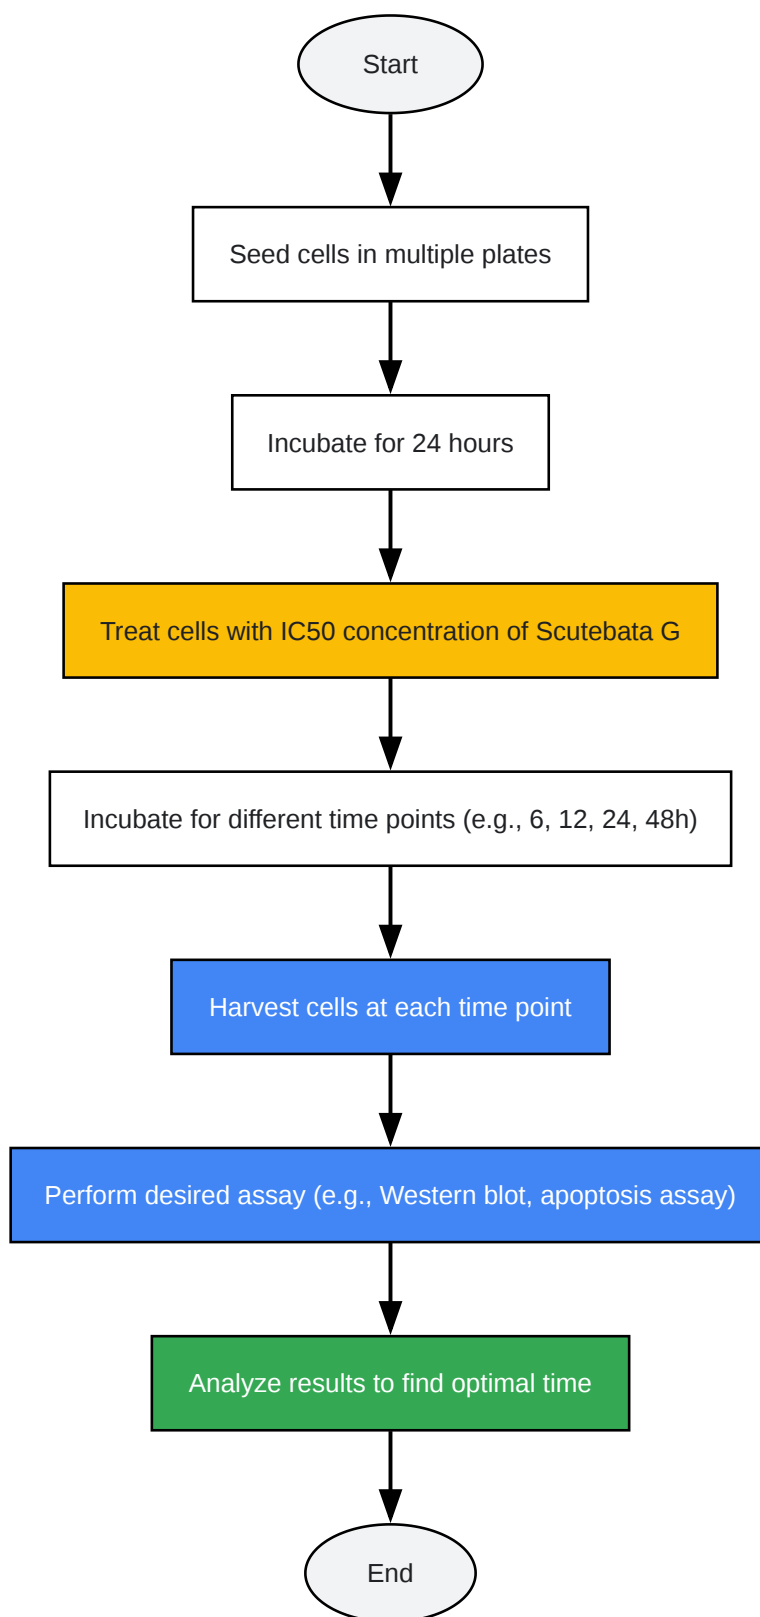 Start
Seed cells in multiple plates
Incubate for 24 hours
Treat cells with IC50 concentration of Scutebata G
Incubate for different time points (e.g., 6, 12, 24, 48h)
Harvest cells at each time point
Perform desired assay (e.g., Western blot, apoptosis assay)
Analyze results to find optimal time
End